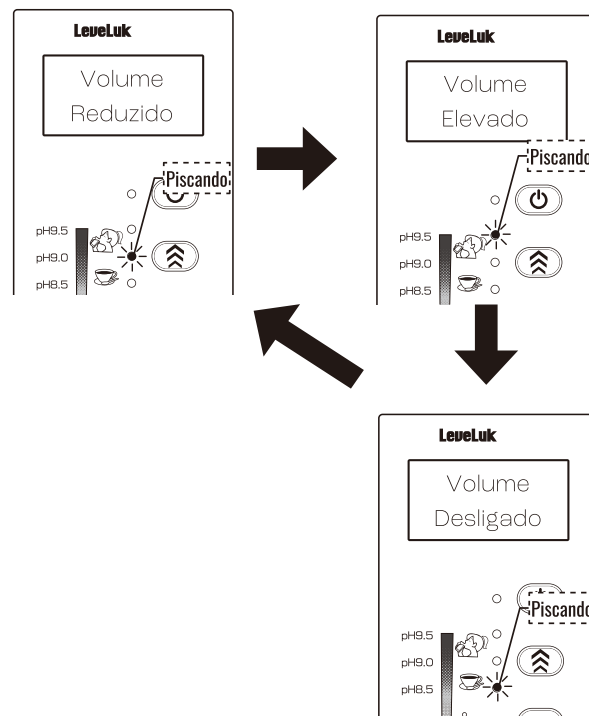 LeveLuk
Volume
Reduzido
Piscando
pH9.5
pH9.0
pH8.5
LeveLuk
Volume
Elevado
Piscando
pH9.5
pH9.0
pH8.5
LeveLuk
Volume
Desligado
Piscando
pH9.5
pH9.0
pH8.5